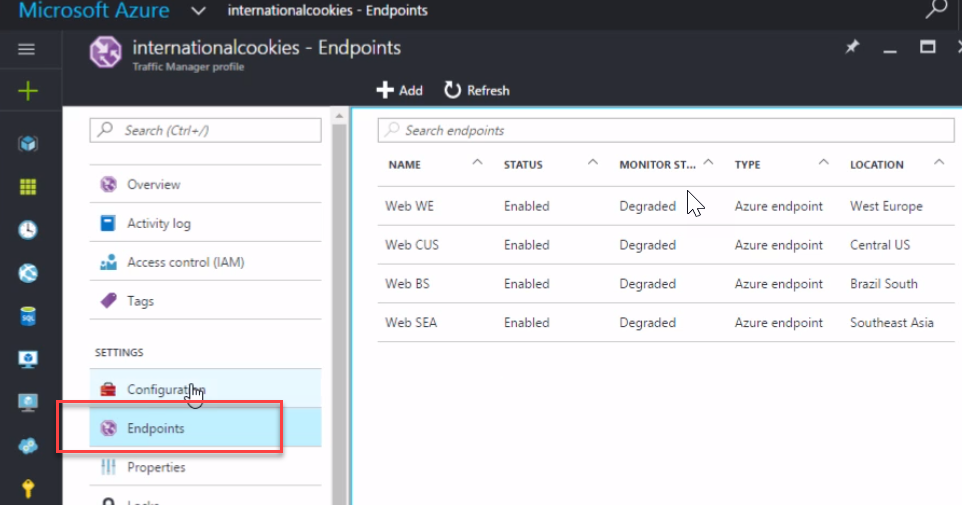 Microsoft Azure internationalcookies - Endpoints
internationalcookies - Endpoints
Traffic Manager profile
Add Refresh
Search (Ctrl+/)
Overview
Activity log
Access control (IAM)
Tags
SETTINGS
Configuration
Endpoints
Properties
Locks
Search endpoints
NAME STATUS MONITOR ST... TYPE LOCATION
Web WE Enabled Degraded Azure endpoint West Europe
Web CUS Enabled Degraded Azure endpoint Central US
Web BS Enabled Degraded Azure endpoint Brazil South
Web SEA Enabled Degraded Azure endpoint Southeast Asia
SQL